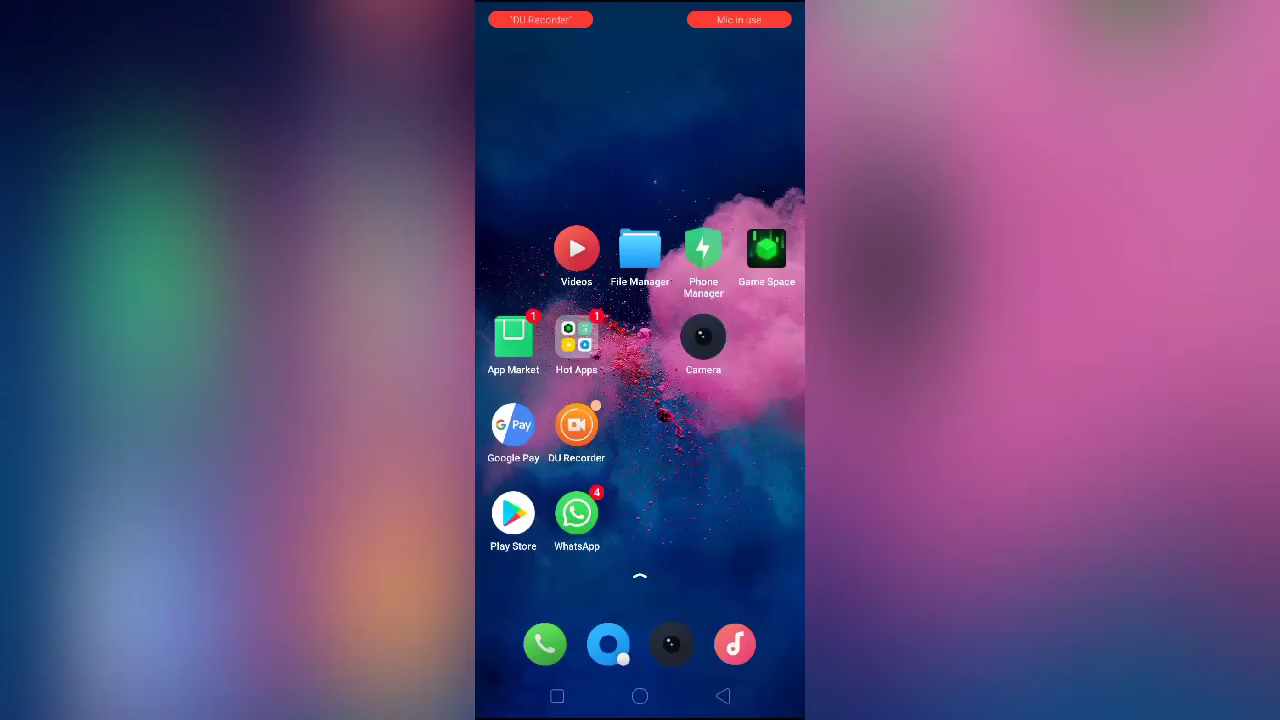 "DU Recorder" Mic in use
Videos File Manager Phone Manager Game Space
1 1
App Market Hot Apps Camera
G Pay
Google Pay DU Recorder
4
Play Store WhatsApp